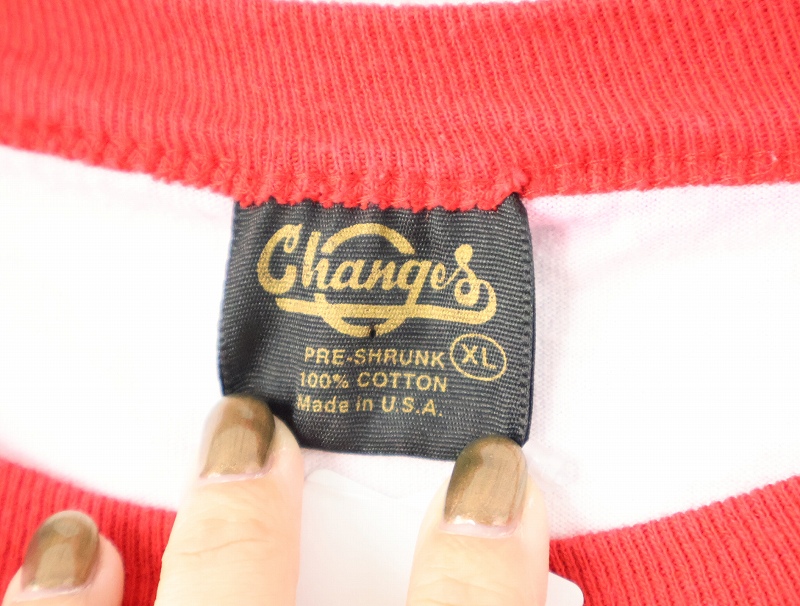 Changes
PRE-SHRUNK XL
100% COTTON
Made in U.S.A.